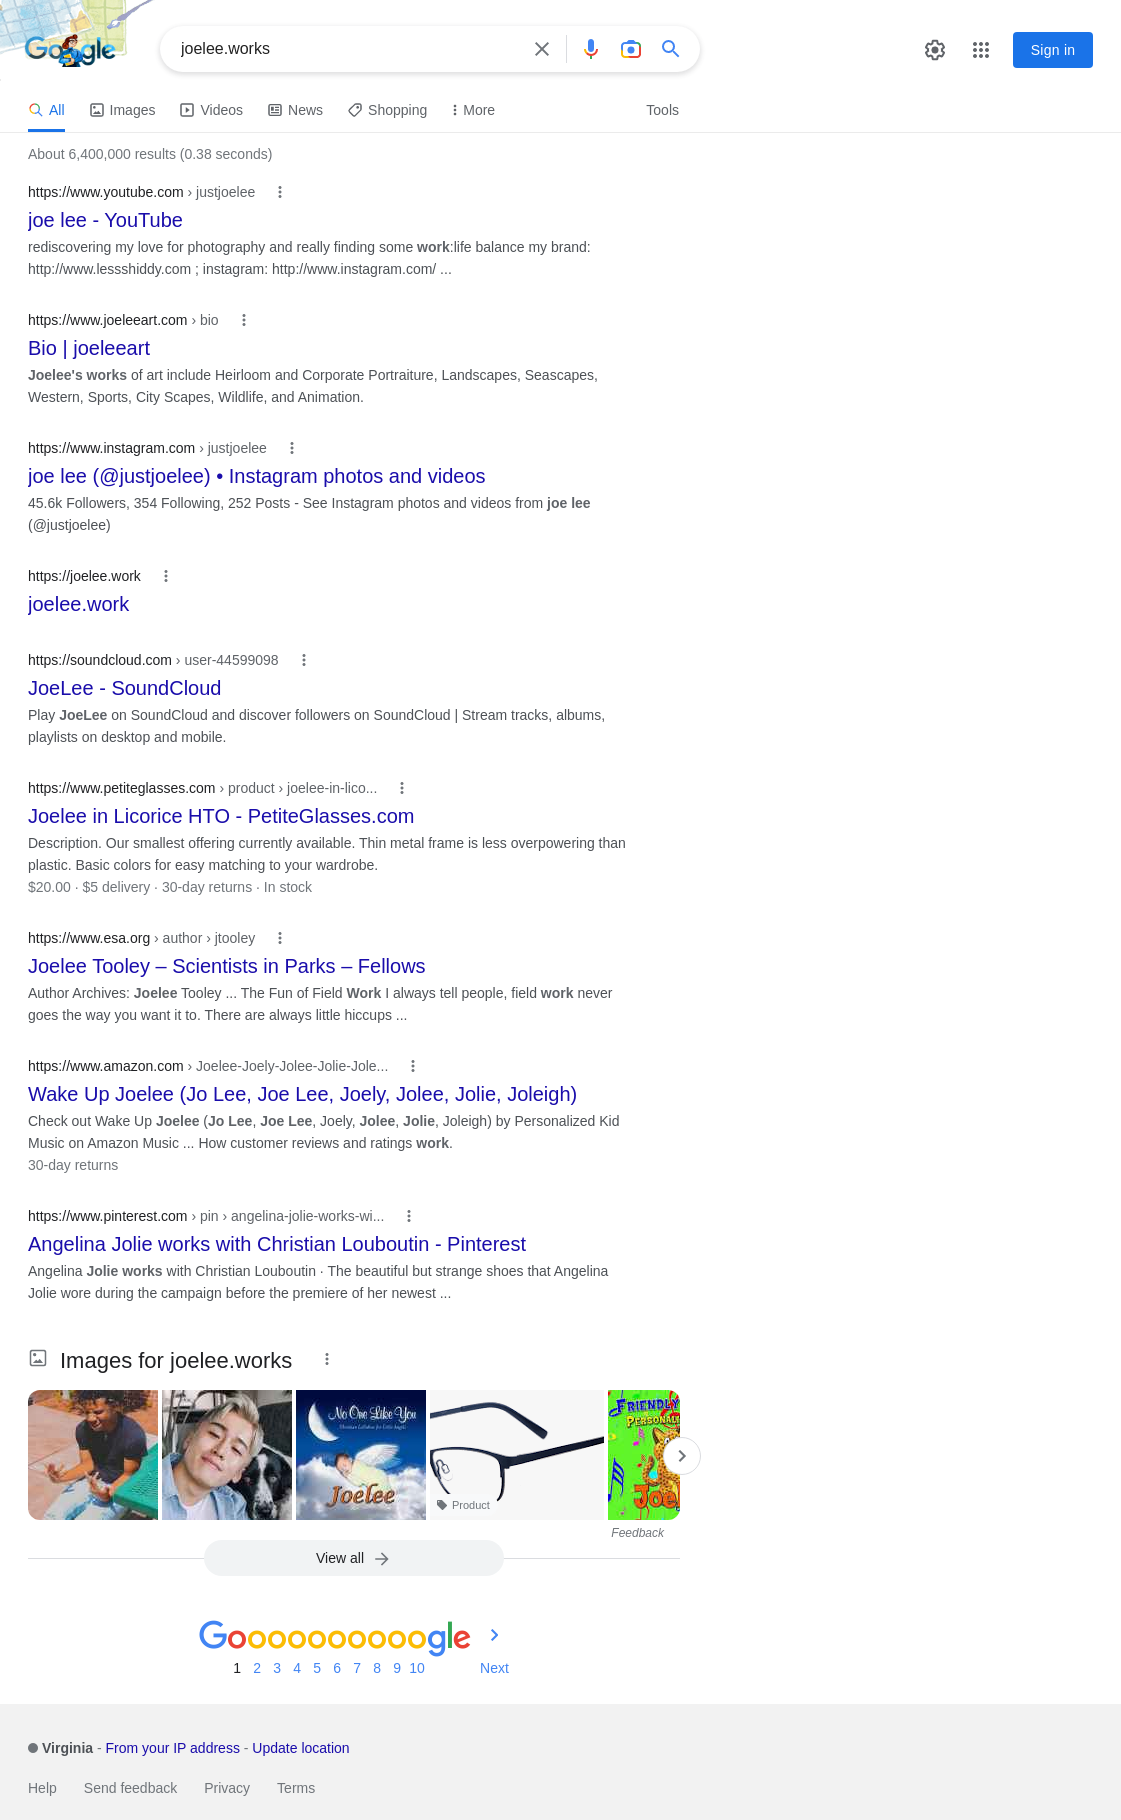 Google
joelee.works
Sign in
All Images Videos News Shopping More Tools
About 6,400,000 results (0.38 seconds)
https://www.youtube.com › justjoelee
joe lee - YouTube
rediscovering my love for photography and really finding some work:life balance my brand:
http://www.lessshiddy.com ; instagram: http://www.instagram.com/ ...
https://www.joeleeart.com › bio
Bio | joeleeart
Joelee's works of art include Heirloom and Corporate Portraiture, Landscapes, Seascapes,
Western, Sports, City Scapes, Wildlife, and Animation.
https://www.instagram.com › justjoelee
joe lee (@justjoelee) • Instagram photos and videos
45.6k Followers, 354 Following, 252 Posts - See Instagram photos and videos from joe lee
(@justjoelee)
https://joelee.work
joelee.work
https://soundcloud.com › user-44599098
JoeLee - SoundCloud
Play JoeLee on SoundCloud and discover followers on SoundCloud | Stream tracks, albums,
playlists on desktop and mobile.
https://www.petiteglasses.com › product › joelee-in-lico...
Joelee in Licorice HTO - PetiteGlasses.com
Description. Our smallest offering currently available. Thin metal frame is less overpowering than
plastic. Basic colors for easy matching to your wardrobe.
$20.00 · $5 delivery · 30-day returns · In stock
https://www.esa.org › author › jtooley
Joelee Tooley – Scientists in Parks – Fellows
Author Archives: Joelee Tooley ... The Fun of Field Work I always tell people, field work never
goes the way you want it to. There are always little hiccups ...
https://www.amazon.com › Joelee-Joely-Jolee-Jolie-Jole...
Wake Up Joelee (Jo Lee, Joe Lee, Joely, Jolee, Jolie, Joleigh)
Check out Wake Up Joelee (Jo Lee, Joe Lee, Joely, Jolee, Jolie, Joleigh) by Personalized Kid
Music on Amazon Music ... How customer reviews and ratings work.
30-day returns
https://www.pinterest.com › pin › angelina-jolie-works-wi...
Angelina Jolie works with Christian Louboutin - Pinterest
Angelina Jolie works with Christian Louboutin · The beautiful but strange shoes that Angelina
Jolie wore during the campaign before the premiere of her newest ...
Images for joelee.works
No One Like You
Joelee
Product
FRIENDLY
PERSONAL
Joe
Feedback
View all
Goooooooooogle
1 2 3 4 5 6 7 8 9 10 Next
Virginia - From your IP address - Update location
Help Send feedback Privacy Terms